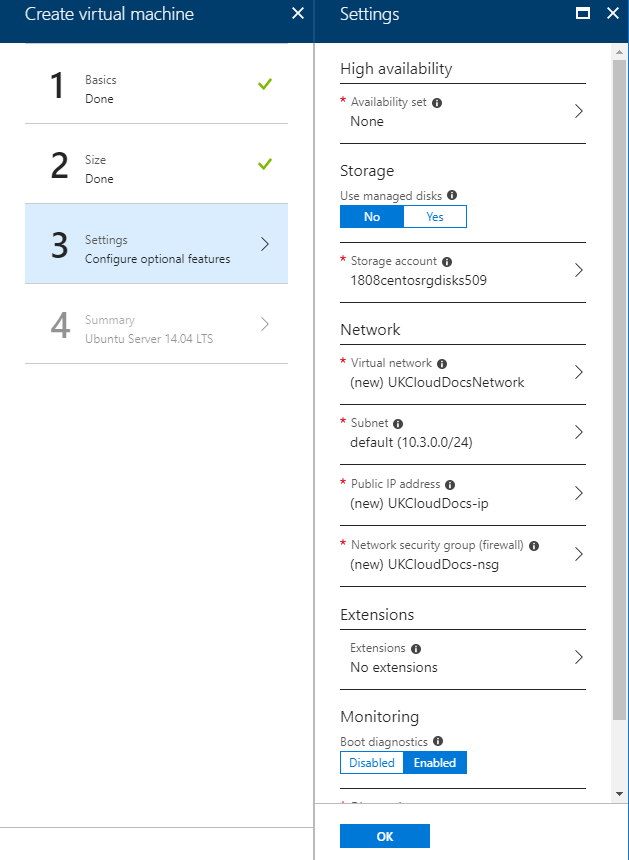 Create virtual machine
1
Basics
Done
2
Size
Done
3
Settings
Configure optional features
4
Summary
Ubuntu Server 14.04 LTS
Settings
High availability
* Availability set
None
Storage
Use managed disks
No Yes
* Storage account
1808centosrgdisks509
Network
* Virtual network
(new) UKCloudDocsNetwork
* Subnet
default (10.3.0.0/24)
* Public IP address
(new) UKCloudDocs-ip
* Network security group (firewall)
(new) UKCloudDocs-nsg
Extensions
Extensions
No extensions
Monitoring
Boot diagnostics
Disabled Enabled
OK